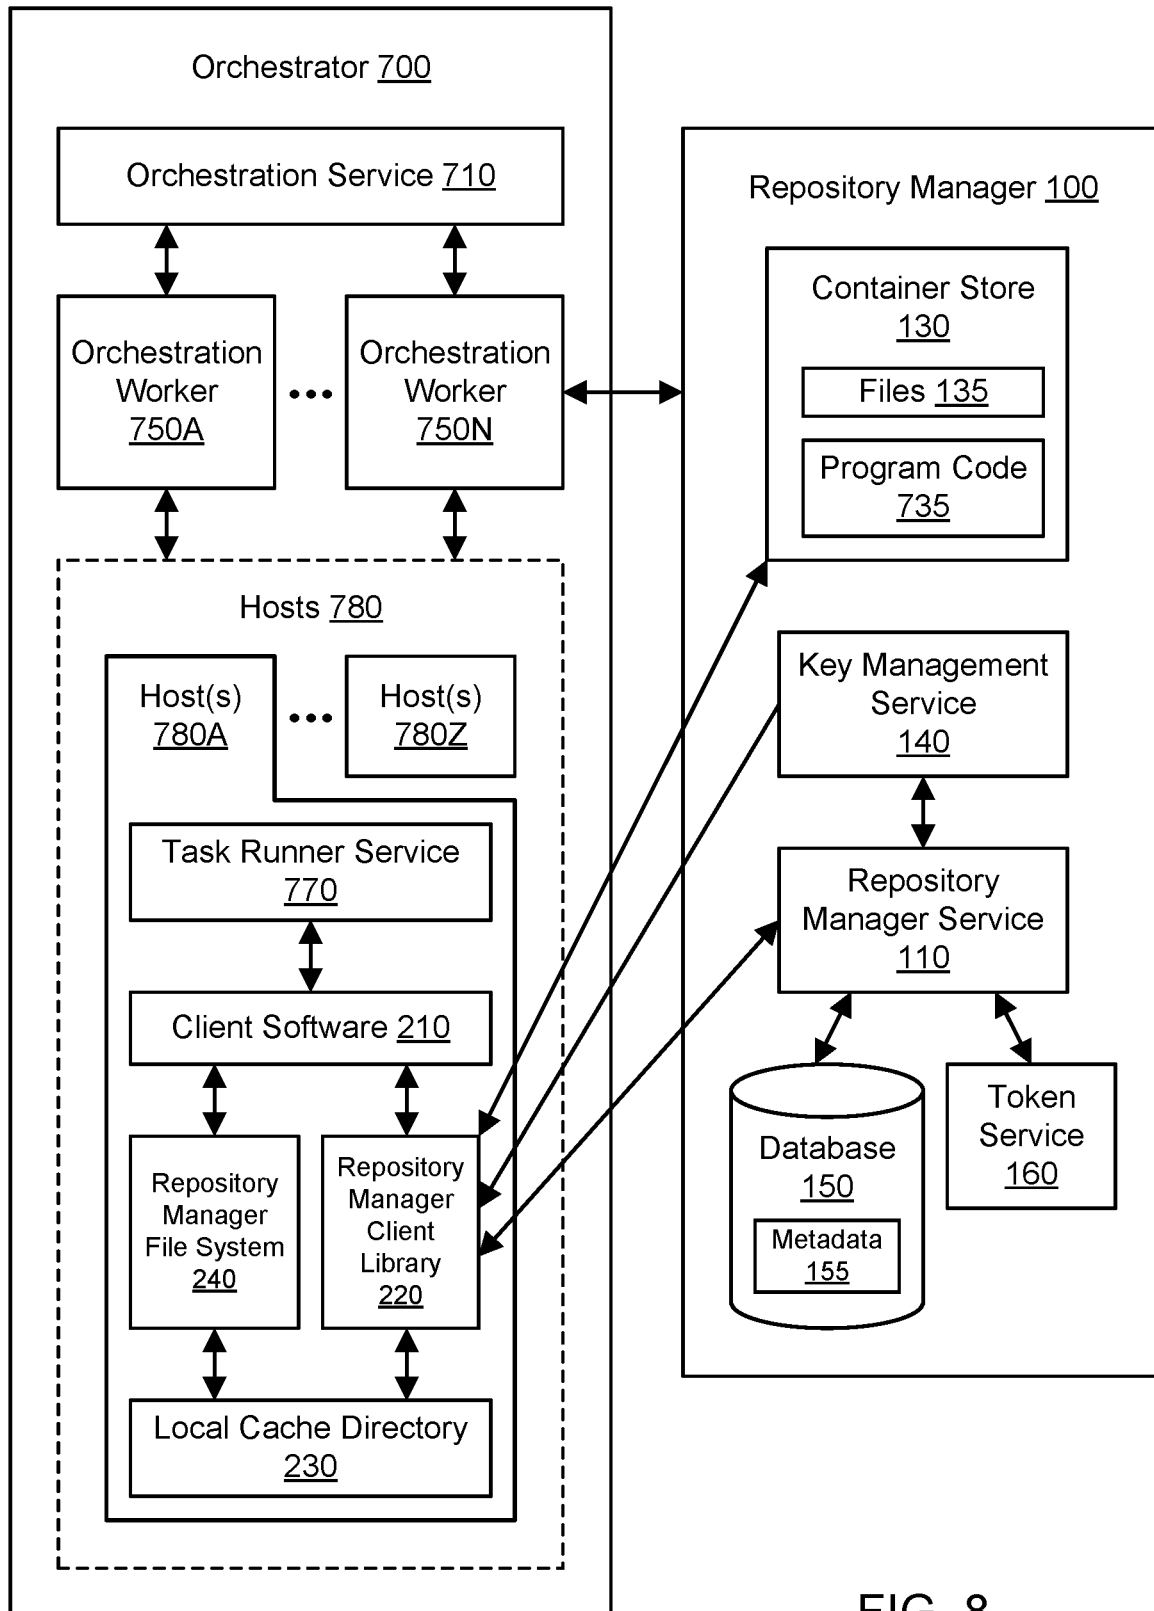 Orchestrator 700
Orchestration Service 710
Orchestration
Worker
750A
•••
Orchestration
Worker
750N
Hosts 780
Host(s)
780A
•••
Host(s)
780Z
Task Runner Service
770
Client Software 210
Repository
Manager
File System
240
Repository
Manager
Client
Library
220
Local Cache Directory
230
Repository Manager 100
Container Store
130
Files 135
Program Code
735
Key Management
Service
140
Repository
Manager Service
110
Database
150
Metadata
155
Token
Service
160
FIG. 8